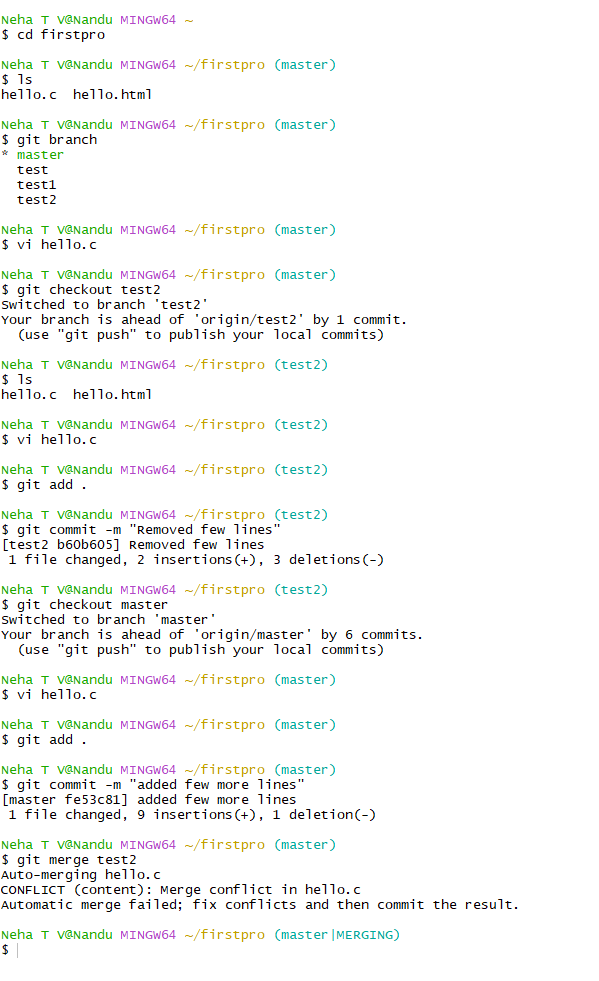 Neha T V@Nandu MINGW64 ~
$ cd firstpro
Neha T V@Nandu MINGW64 ~/firstpro (master)
$ ls
hello.c  hello.html
Neha T V@Nandu MINGW64 ~/firstpro (master)
$ git branch
* master
  test
  test1
  test2
Neha T V@Nandu MINGW64 ~/firstpro (master)
$ vi hello.c
Neha T V@Nandu MINGW64 ~/firstpro (master)
$ git checkout test2
Switched to branch 'test2'
Your branch is ahead of 'origin/test2' by 1 commit.
  (use "git push" to publish your local commits)
Neha T V@Nandu MINGW64 ~/firstpro (test2)
$ ls
hello.c  hello.html
Neha T V@Nandu MINGW64 ~/firstpro (test2)
$ vi hello.c
Neha T V@Nandu MINGW64 ~/firstpro (test2)
$ git add .
Neha T V@Nandu MINGW64 ~/firstpro (test2)
$ git commit -m "Removed few lines"
[test2 b60b605] Removed few lines
 1 file changed, 2 insertions(+), 3 deletions(-)
Neha T V@Nandu MINGW64 ~/firstpro (test2)
$ git checkout master
Switched to branch 'master'
Your branch is ahead of 'origin/master' by 6 commits.
  (use "git push" to publish your local commits)
Neha T V@Nandu MINGW64 ~/firstpro (master)
$ vi hello.c
Neha T V@Nandu MINGW64 ~/firstpro (master)
$ git add .
Neha T V@Nandu MINGW64 ~/firstpro (master)
$ git commit -m "added few more lines"
[master fe53c81] added few more lines
 1 file changed, 9 insertions(+), 1 deletion(-)
Neha T V@Nandu MINGW64 ~/firstpro (master)
$ git merge test2
Auto-merging hello.c
CONFLICT (content): Merge conflict in hello.c
Automatic merge failed; fix conflicts and then commit the result.
Neha T V@Nandu MINGW64 ~/firstpro (master|MERGING)
$